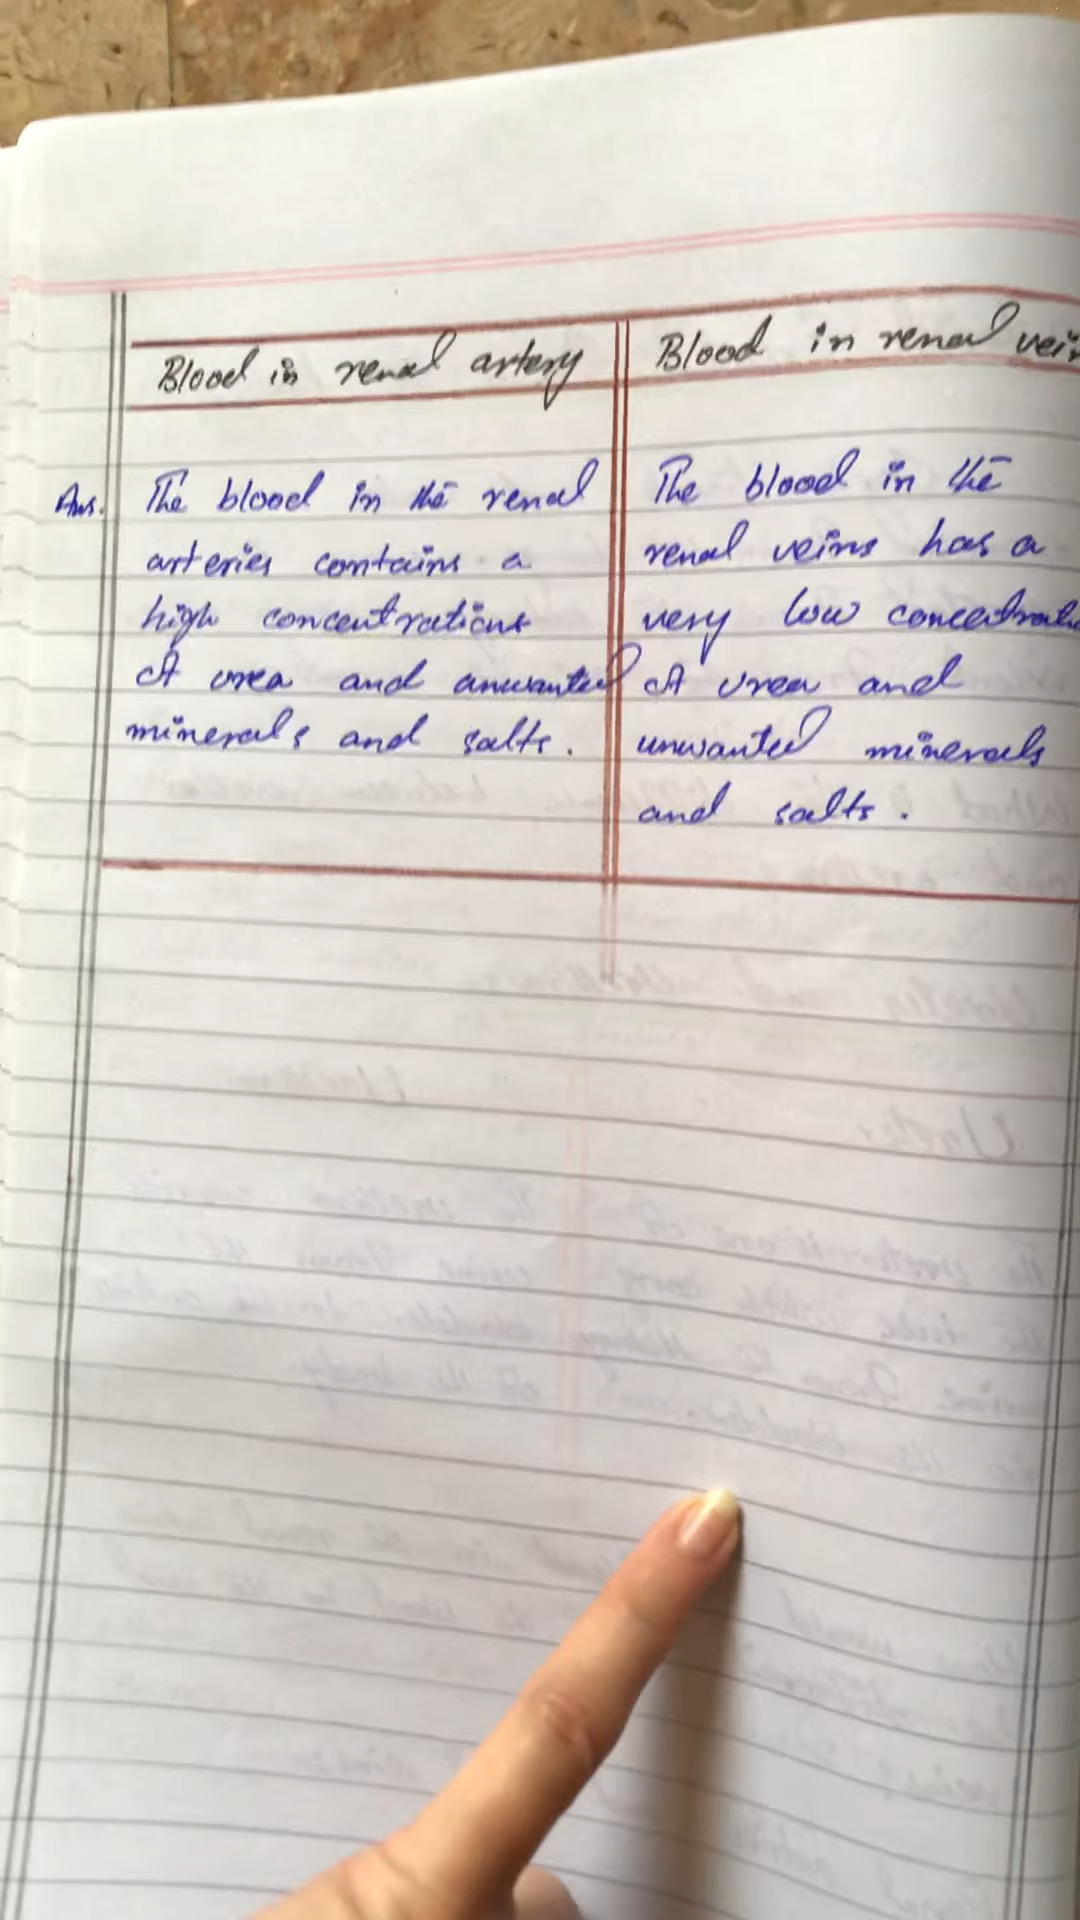 Blood in renal artery
Blood in renal vein
Ans. The blood in the renal
arteries contains a
high concentrations
of urea and unwanted
minerals and salts.
The blood in the
renal veins has a
very low
of urea and
unwanted minerals
and salts.